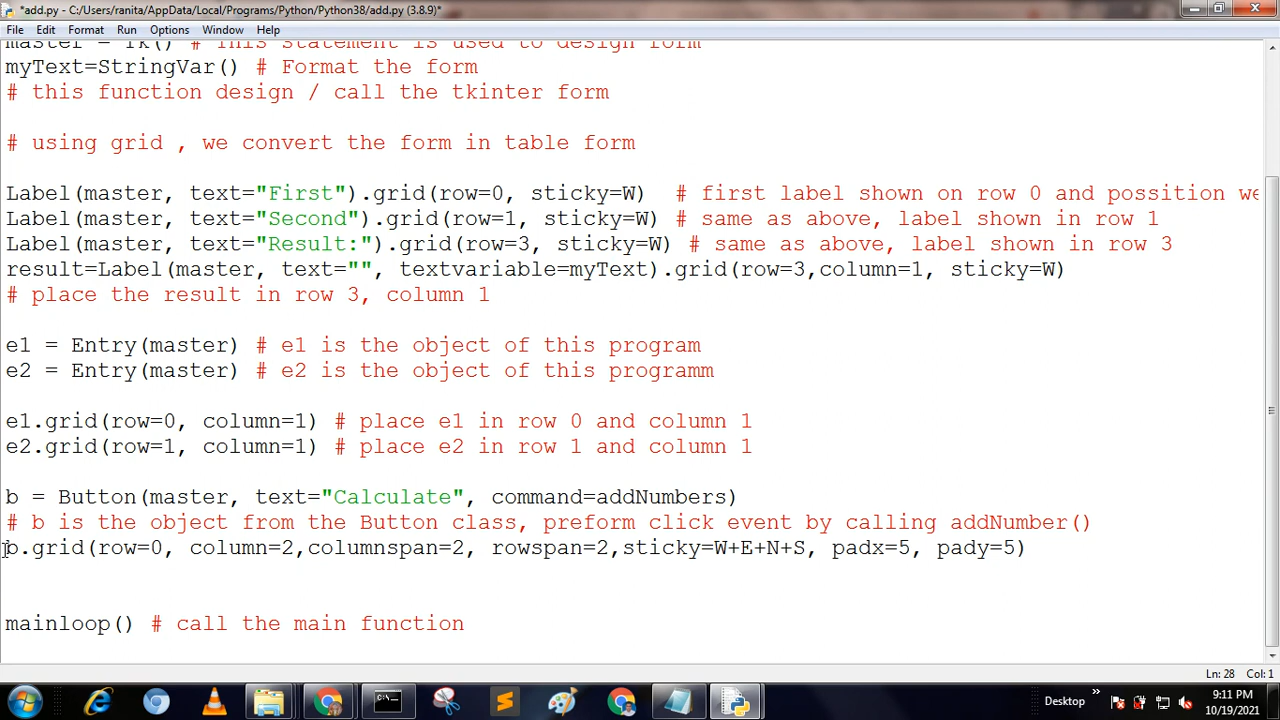 *add.py - C:/Users/ranita/AppData/Local/Programs/Python/Python38/add.py (3.8.9)*
File Edit Format Run Options Window Help
master = Tk() # This statement is used to design form
myText=StringVar() # Format the form
# this function design / call the tkinter form
# using grid , we convert the form in table form
Label(master, text="First").grid(row=0, sticky=W) # first label shown on row 0 and possition we
Label(master, text="Second").grid(row=1, sticky=W) # same as above, label shown in row 1
Label(master, text="Result:").grid(row=3, sticky=W) # same as above, label shown in row 3
result=Label(master, text="", textvariable=myText).grid(row=3,column=1, sticky=W)
# place the result in row 3, column 1
e1 = Entry(master) # e1 is the object of this program
e2 = Entry(master) # e2 is the object of this programm
e1.grid(row=0, column=1) # place e1 in row 0 and column 1
e2.grid(row=1, column=1) # place e2 in row 1 and column 1
b = Button(master, text="Calculate", command=addNumbers)
# b is the object from the Button class, preform click event by calling addNumber()
b.grid(row=0, column=2,columnspan=2, rowspan=2,sticky=W+E+N+S, padx=5, pady=5)
mainloop() # call the main function
Ln: 28 Col: 1
Desktop
9:11 PM
10/19/2021